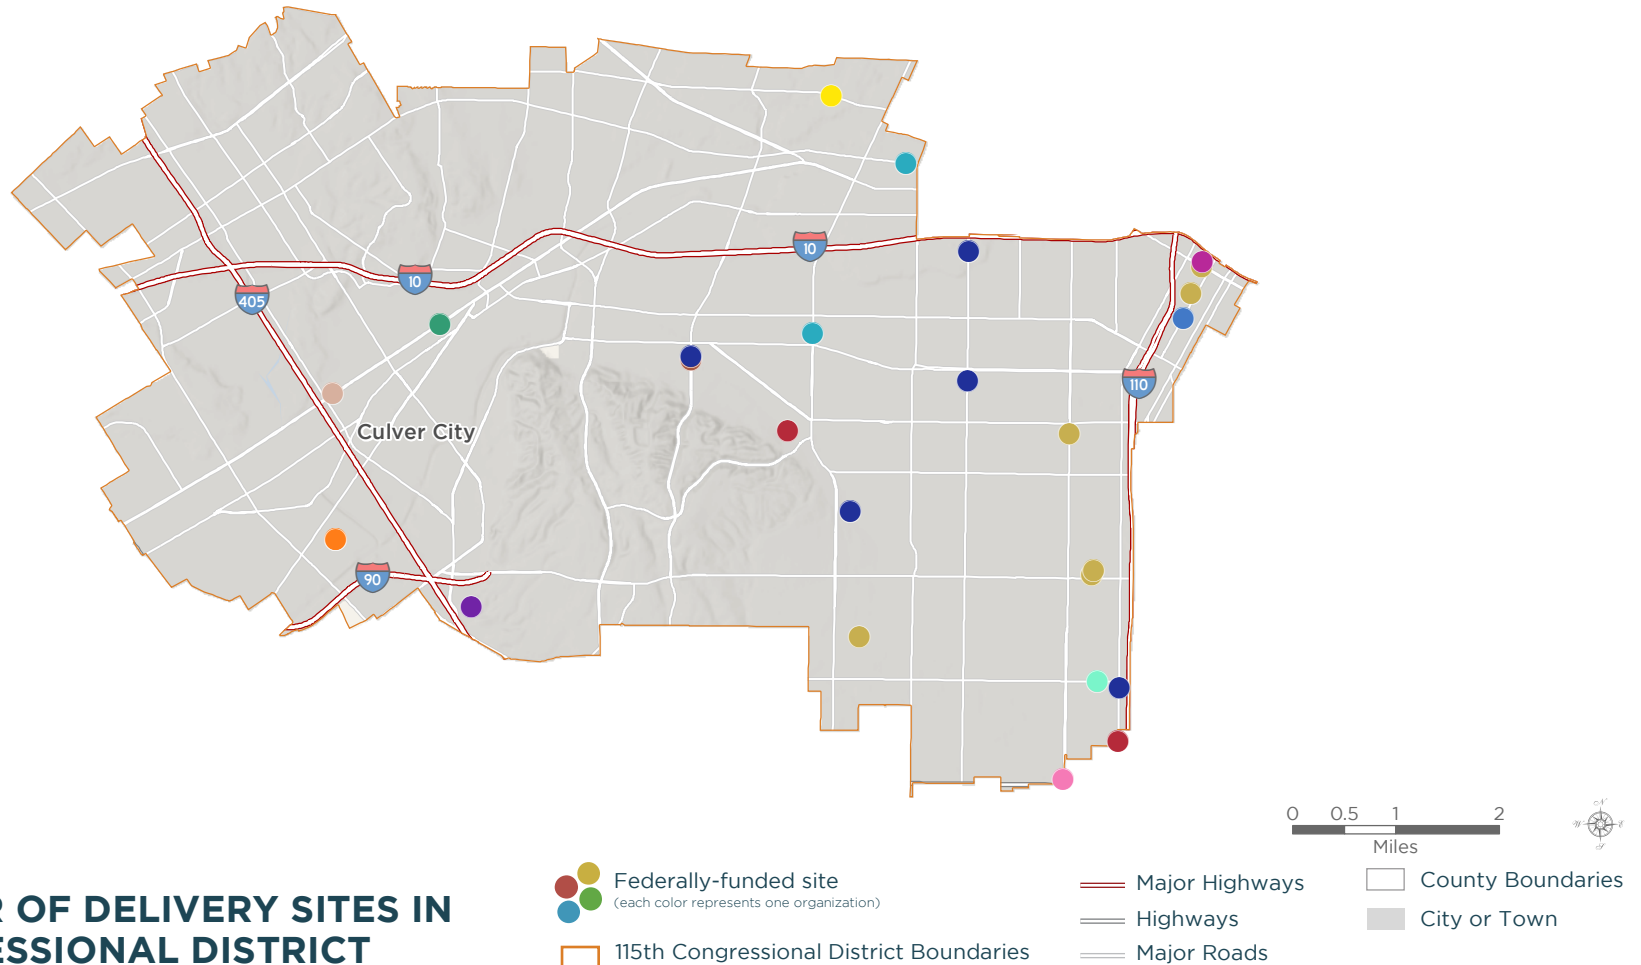 10
10
405
110
Culver City
90
0 0.5 1 2
Miles
N
W E
S
R OF DELIVERY SITES IN
ESSIONAL DISTRICT
Federally-funded site
(each color represents one organization)
115th Congressional District Boundaries
Major Highways
Highways
Major Roads
County Boundaries
City or Town